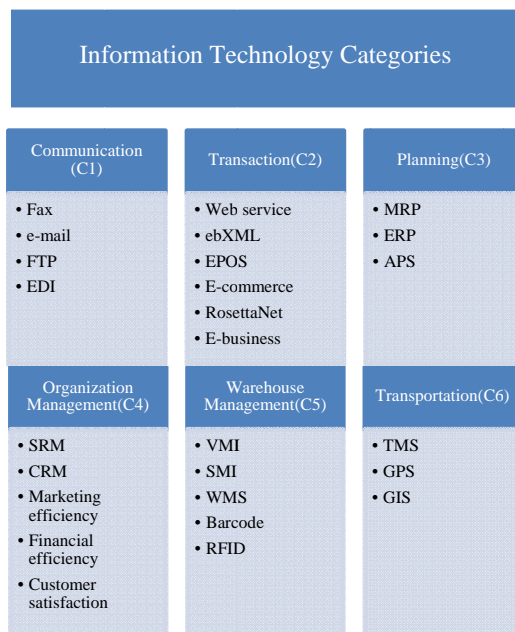 Information Technology Categories
Communication
(C1)
• Fax
• e-mail
• FTP
• EDI
Transaction(C2)
• Web service
• ebXML
• EPOS
• E-commerce
• RosettaNet
• E-business
Planning(C3)
• MRP
• ERP
• APS
Organization
Management(C4)
• SRM
• CRM
• Marketing
efficiency
• Financial
efficiency
• Customer
satisfaction
Warehouse
Management(C5)
• VMI
• SMI
• WMS
• Barcode
• RFID
Transportation(C6)
• TMS
• GPS
• GIS